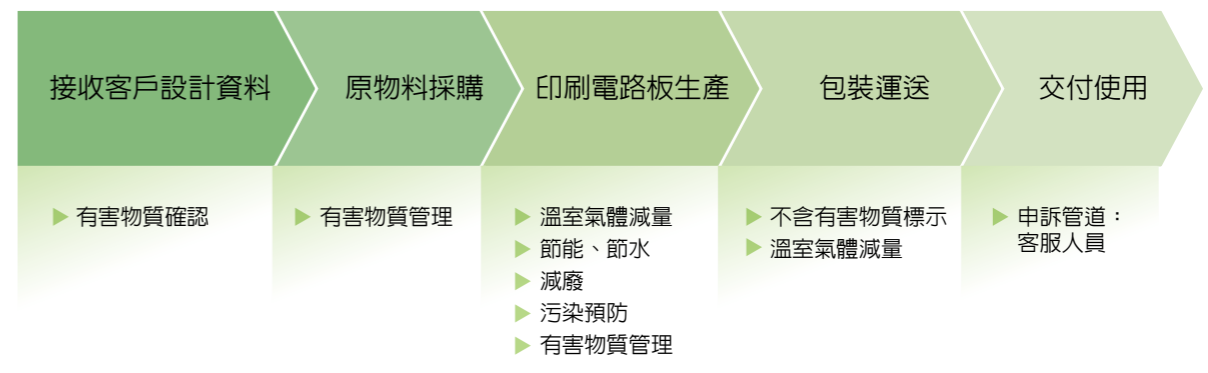 接收客戶設計資料
原物料採購
印刷電路板生產
包裝運送
交付使用
有害物質確認
有害物質管理
溫室氣體減量
節能、節水
減廢
污染預防
有害物質管理
不含有害物質標示
溫室氣體減量
申訴管道：
客服人員